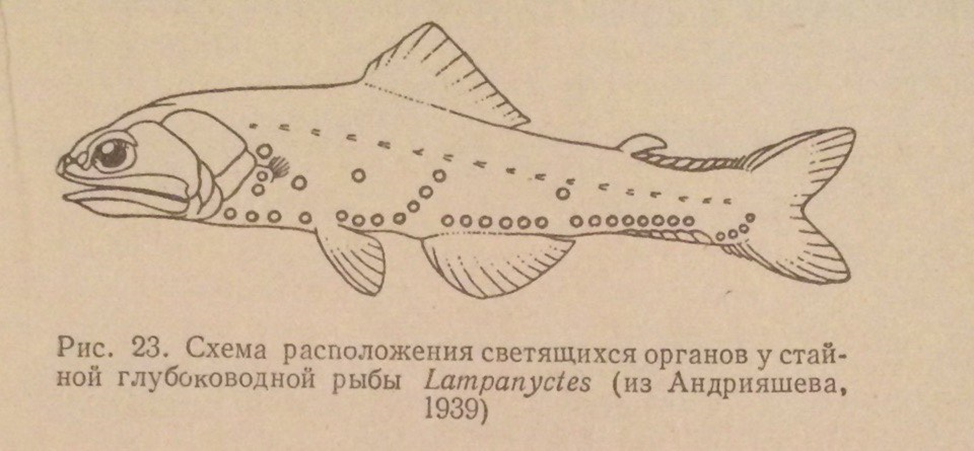 Рис. 23. Схема расположения светящихся органов у стай-
ной глубоководной рыбы Lampanyctes (из Андрияшева,
1939)